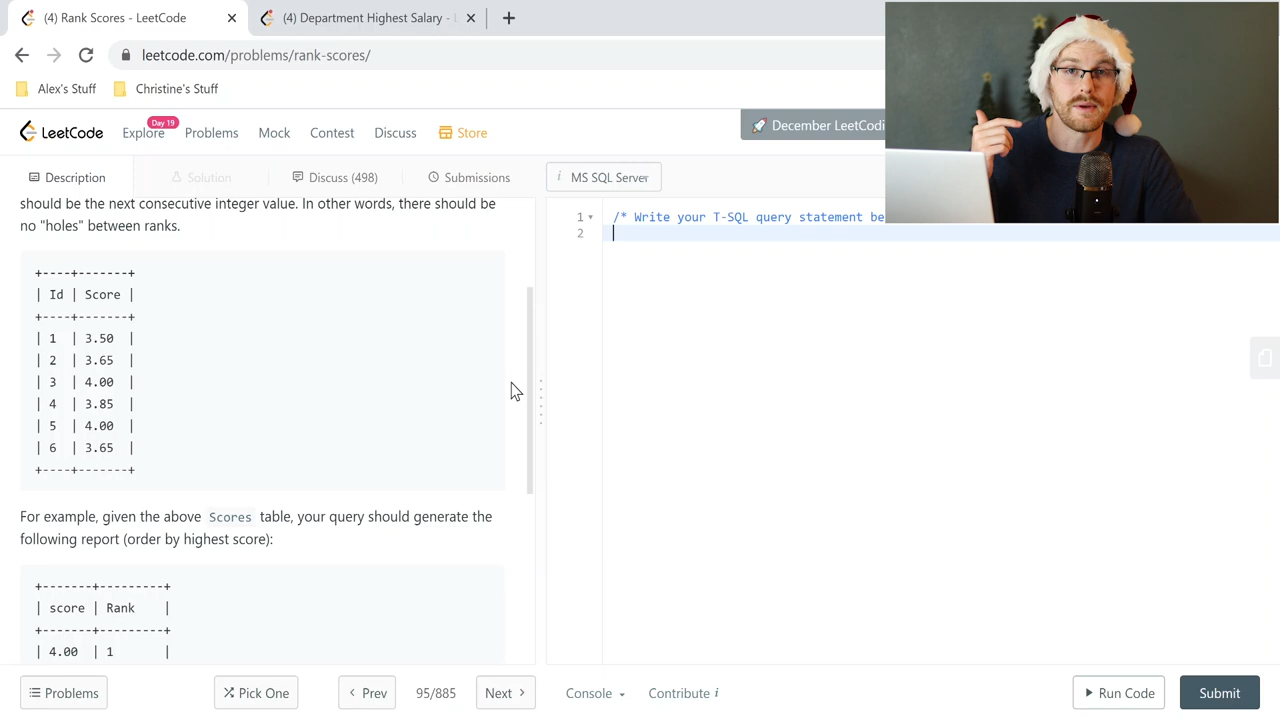 (4) Rank Scores - LeetCode
(4) Department Highest Salary -
leetcode.com/problems/rank-scores/
Alex's Stuff
Christine's Stuff
LeetCode
Explore
Day 19
Problems
Mock
Contest
Discuss
Store
December LeetCodi
Description
Solution
Discuss (498)
Submissions
i MS SQL Server
should be the next consecutive integer value. In other words, there should be
no "holes" between ranks.
+----+-------+
| Id | Score |
+----+-------+
| 1 | 3.50 |
| 2 | 3.65 |
| 3 | 4.00 |
| 4 | 3.85 |
| 5 | 4.00 |
| 6 | 3.65 |
+----+-------+
For example, given the above Scores table, your query should generate the
following report (order by highest score):
+-------+---------+
| score | Rank |
+-------+---------+
| 4.00 | 1 |
1
/* Write your T-SQL query statement be
2
Problems
Pick One
Prev
95/885
Next
Console
Contribute i
Run Code
Submit